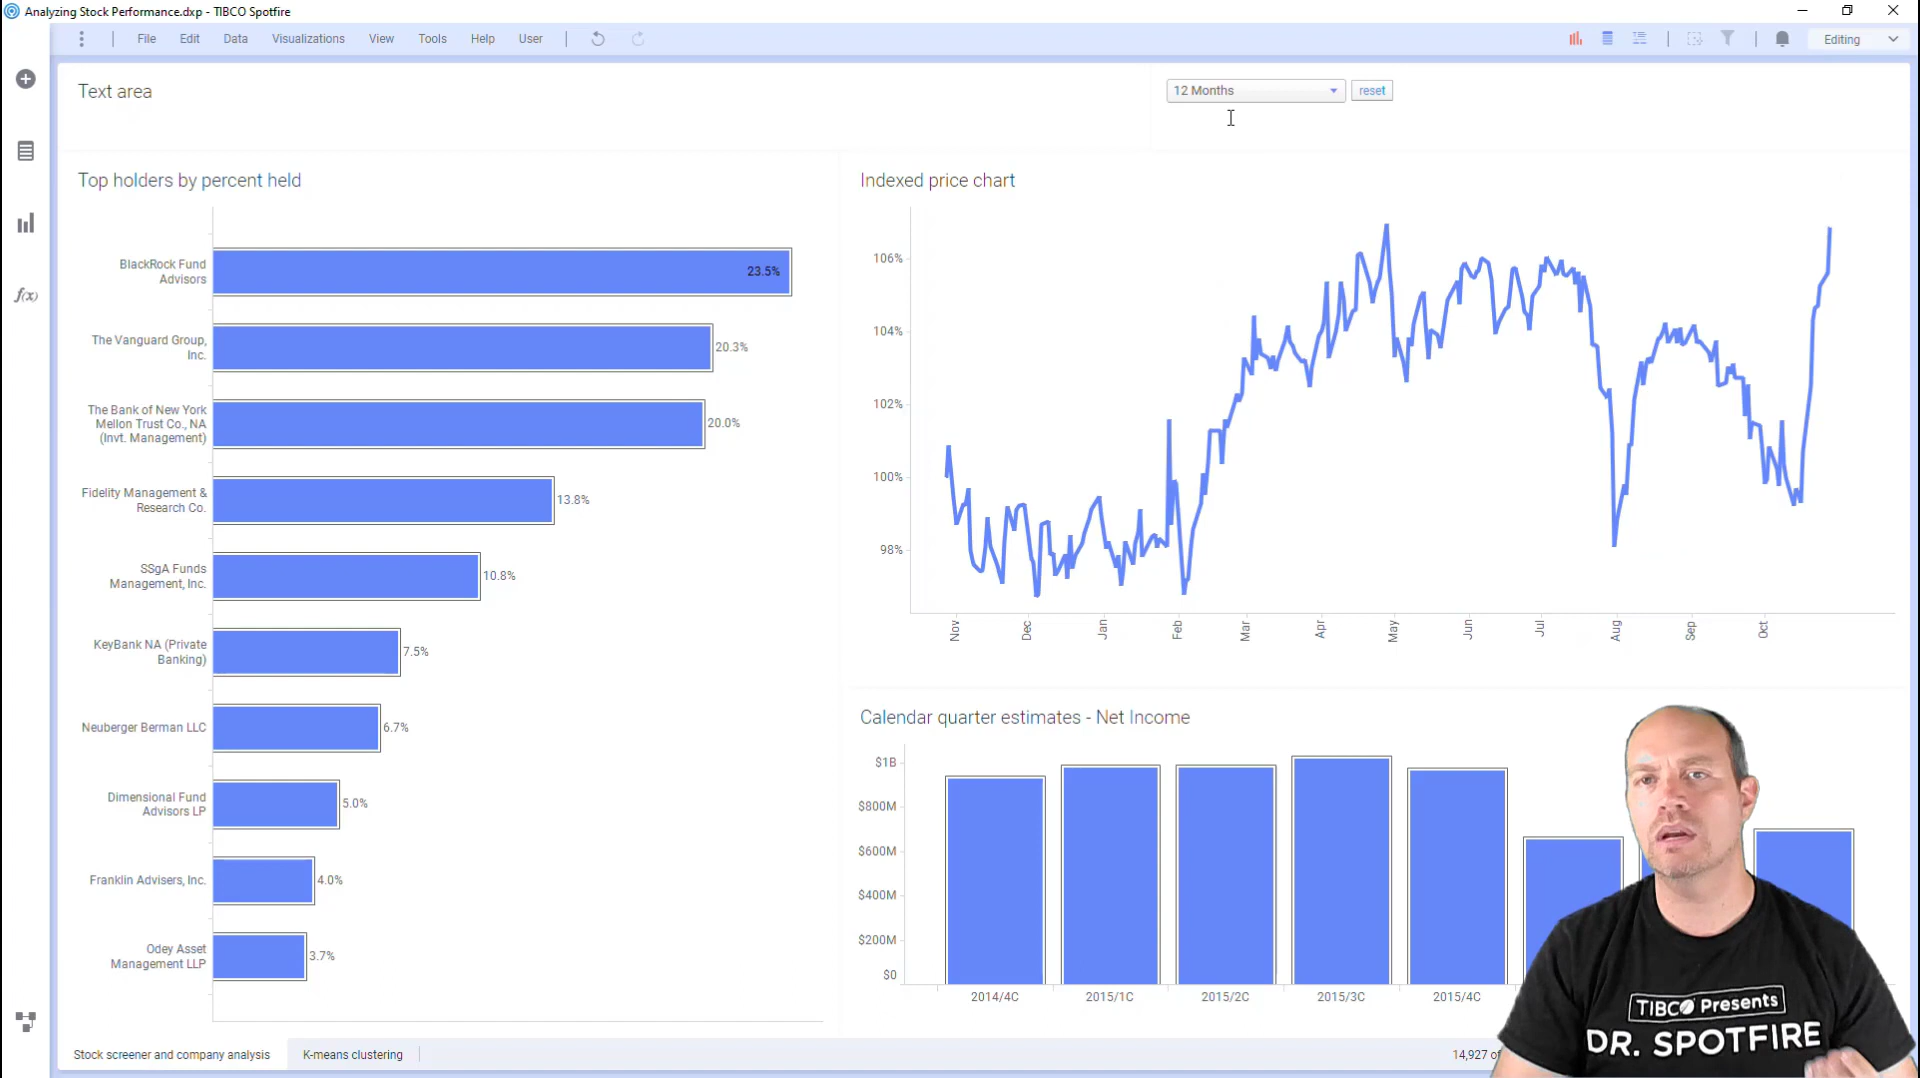 Analyzing Stock Performance.dxp - TIBCO Spotfire
File Edit Data Visualizations View Tools Help User
Editing
Text area
12 Months
reset
f(x)
Top holders by percent held
BlackRock Fund
Advisors
23.5%
The Vanguard Group,
Inc.
20.3%
The Bank of New York
Mellon Trust Co., NA
(Invt. Management)
20.0%
Fidelity Management &
Research Co.
13.8%
SSgA Funds
Management, Inc.
10.8%
KeyBank NA (Private
Banking)
7.5%
Neuberger Berman LLC
6.7%
Dimensional Fund
Advisors LP
5.0%
Franklin Advisers, Inc.
4.0%
Odey Asset
Management LLP
3.7%
Indexed price chart
106%
104%
102%
100%
98%
Nov Dec Jan Feb Mar Apr May Jun Jul Aug Sep Oct
Calendar quarter estimates - Net Income
$1B
$800M
$600M
$400M
$200M
$0
2014/4C 2015/1C 2015/2C 2015/3C 2015/4C
TIBCO Presents
DR. SPOTFIRE
Stock screener and company analysis K-means clustering
14,927 of